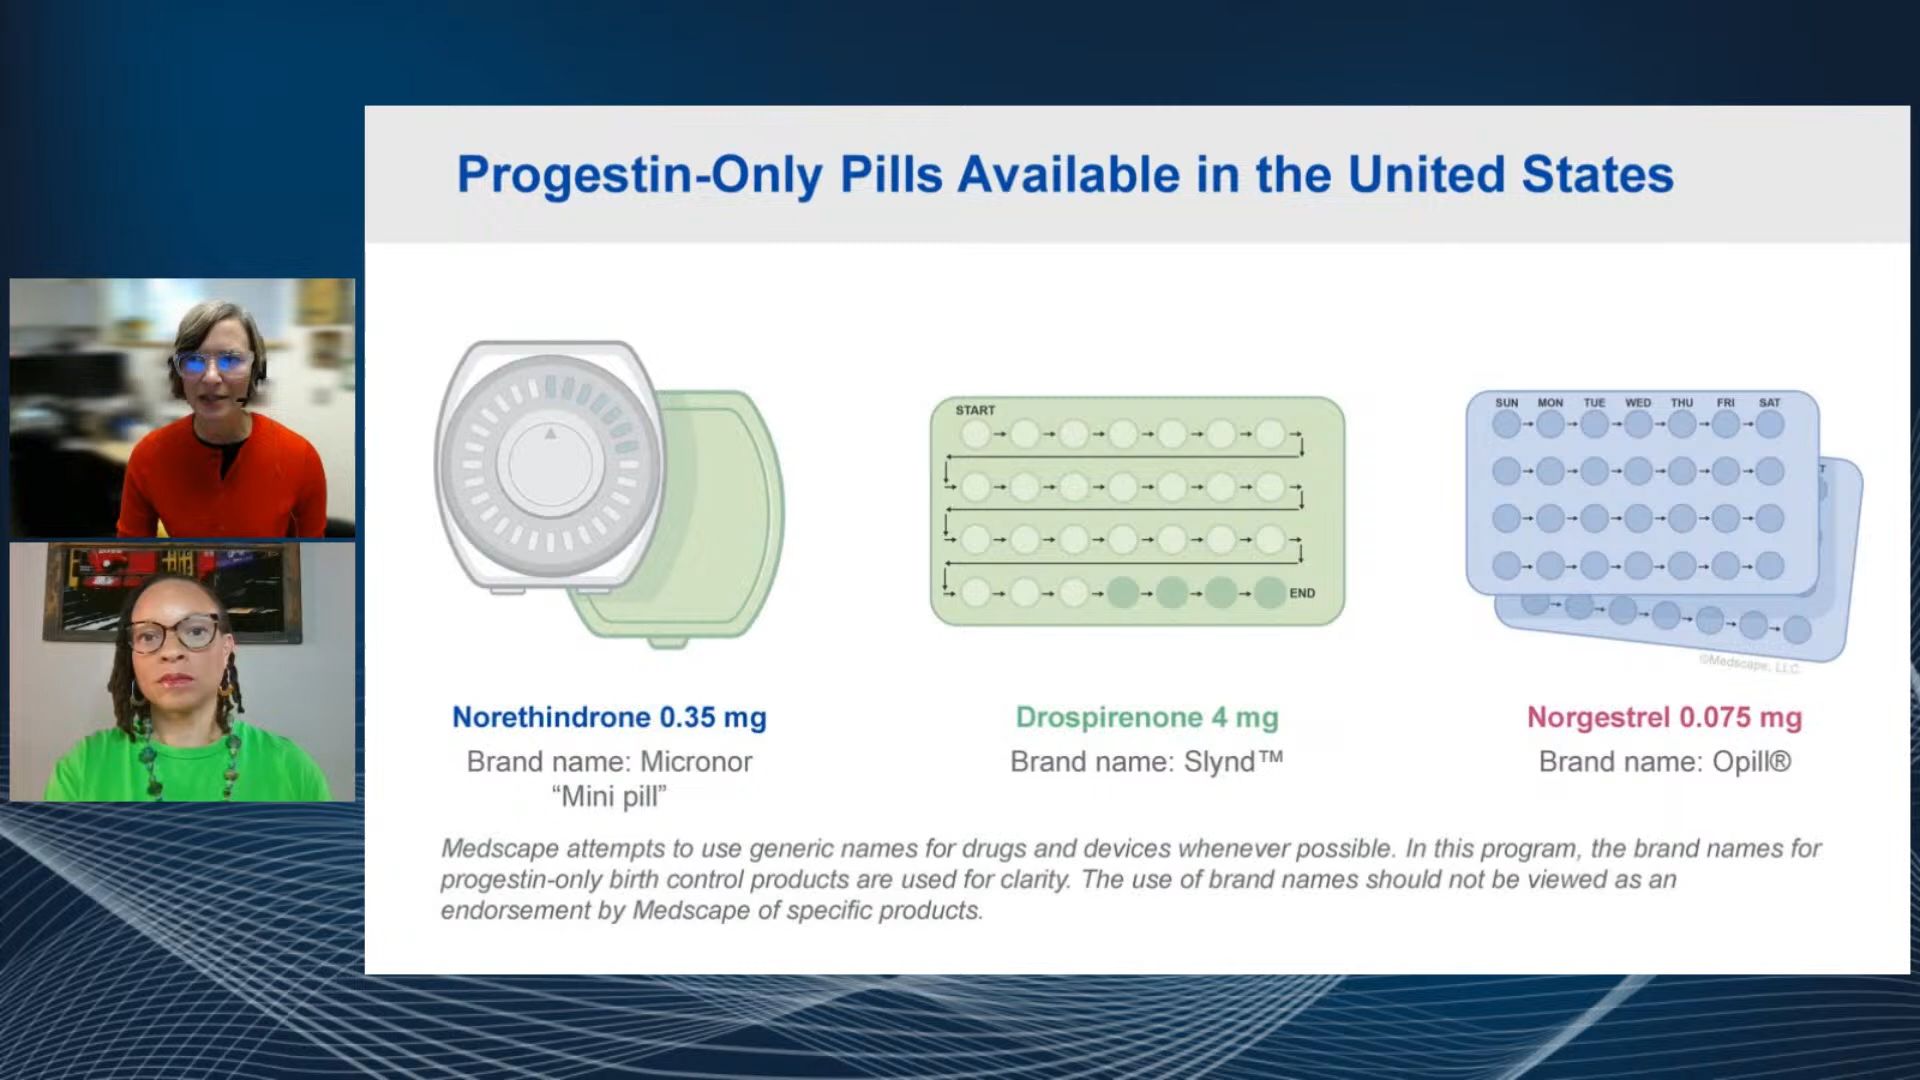 Progestin-Only Pills Available in the United States
START
END
SUN MON TUE WED THU FRI SAT
©Medscape, LLC
Norethindrone 0.35 mg
Brand name: Micronor
“Mini pill”
Drospirenone 4 mg
Brand name: Slynd™
Norgestrel 0.075 mg
Brand name: Opill®
Medscape attempts to use generic names for drugs and devices whenever possible. In this program, the brand names for
progestin-only birth control products are used for clarity. The use of brand names should not be viewed as an
endorsement by Medscape of specific products.